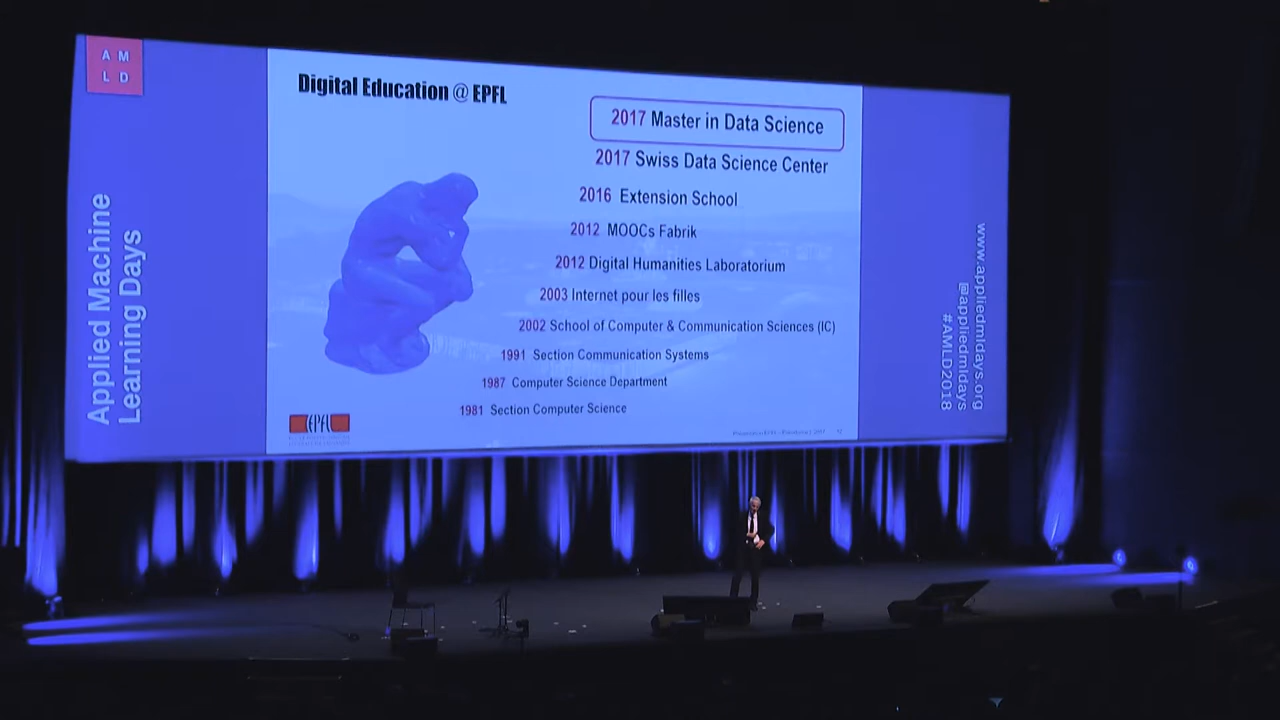 A M
L D
Applied Machine
Learning Days
Digital Education @ EPFL
2017 Master in Data Science
2017 Swiss Data Science Center
2016 Extension School
2012 MOOCs Fabrik
2012 Digital Humanities Laboratorium
2003 Internet pour les filles
2002 School of Computer & Communication Sciences (IC)
1991 Section Communication Systems
1987 Computer Science Department
1981 Section Computer Science
EPFL
www.appliedmldays.org
@appliedmldays
#AMLD2018